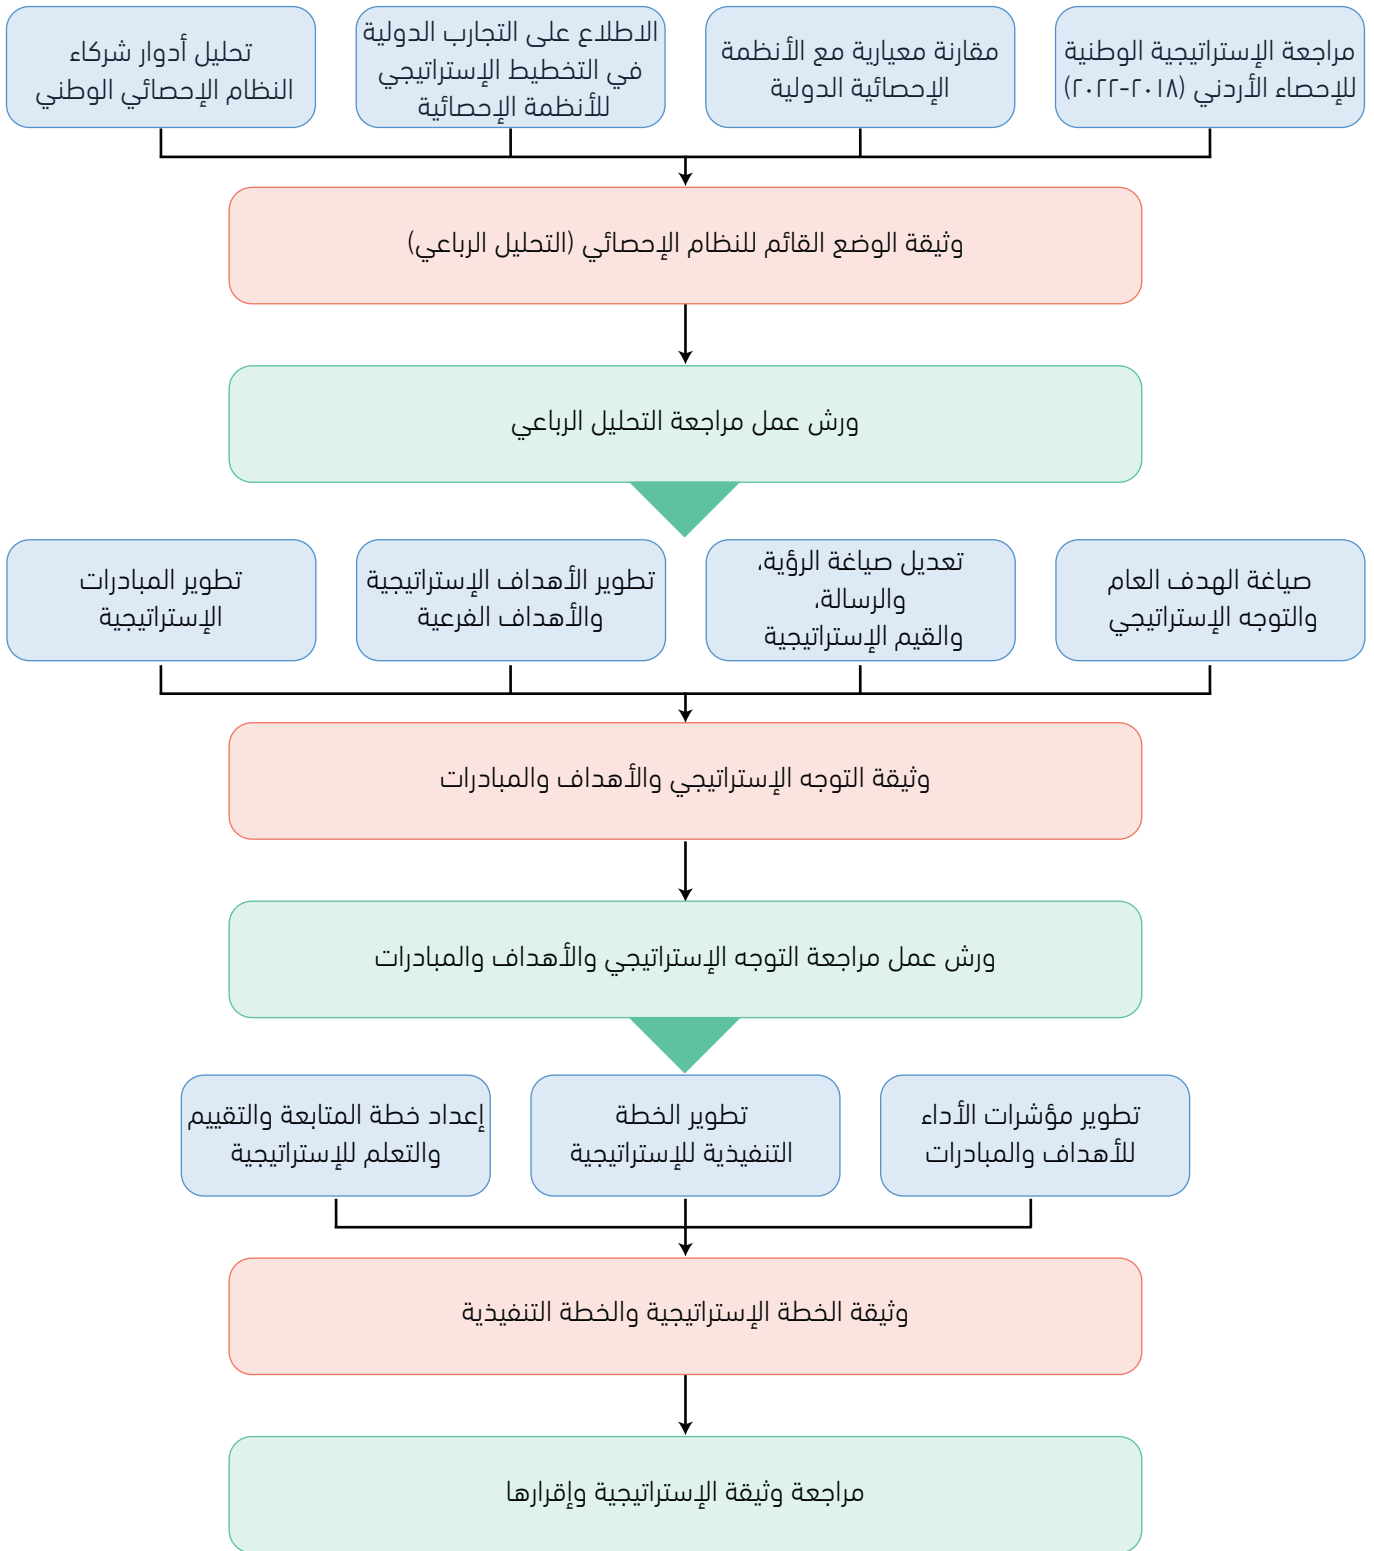 مراجعة الإستراتيجية الوطنية
للإحصاء الأردني (٢٠١٨-٢٠٢٢)
مقارنة معيارية مع الأنظمة
الإحصائية الدولية
الاطلاع على التجارب الدولية
في التخطيط الإستراتيجي
للأنظمة الإحصائية
تحليل أدوار شركاء
النظام الإحصائي الوطني
وثيقة الوضع القائم للنظام الإحصائي (التحليل الرباعي)
ورش عمل مراجعة التحليل الرباعي
صياغة الهدف العام
والتوجه الإستراتيجي
تعديل صياغة الرؤية،
والرسالة،
والقيم الإستراتيجية
تطوير الأهداف الإستراتيجية
والأهداف الفرعية
تطوير المبادرات
الإستراتيجية
وثيقة التوجه الإستراتيجي والأهداف والمبادرات
ورش عمل مراجعة التوجه الإستراتيجي والأهداف والمبادرات
تطوير مؤشرات الأداء
للأهداف والمبادرات
تطوير الخطة
التنفيذية للإستراتيجية
إعداد خطة المتابعة والتقييم
والتعلم للإستراتيجية
وثيقة الخطة الإستراتيجية والخطة التنفيذية
مراجعة وثيقة الإستراتيجية وإقرارها